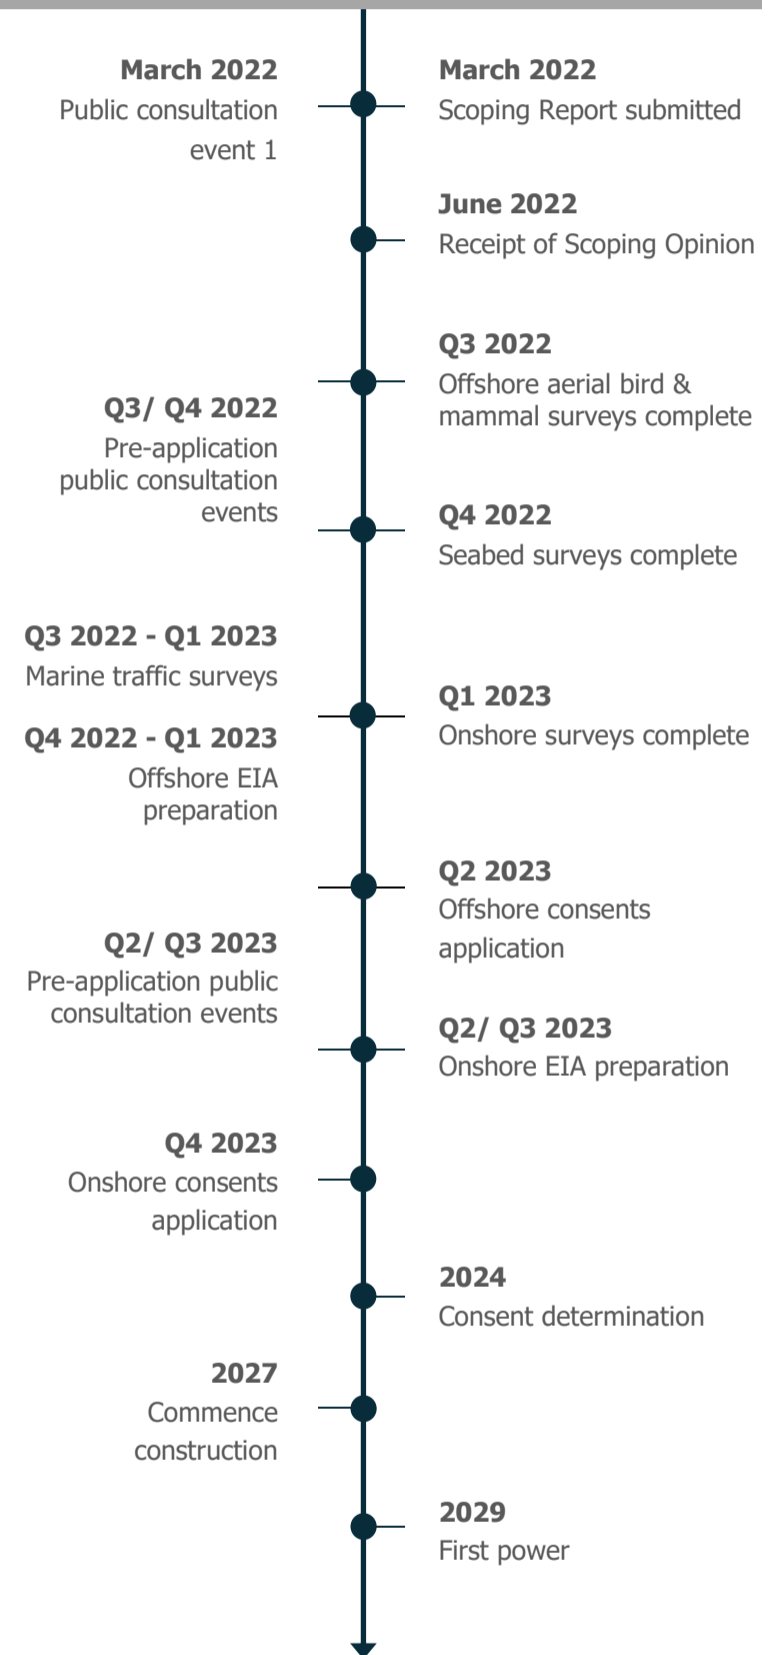 March 2022
Public consultation
event 1
March 2022
Scoping Report submitted
June 2022
Receipt of Scoping Opinion
Q3 2022
Offshore aerial bird &
mammal surveys complete
Q3/ Q4 2022
Pre-application
public consultation
events
Q4 2022
Seabed surveys complete
Q3 2022 - Q1 2023
Marine traffic surveys
Q4 2022 - Q1 2023
Offshore EIA
preparation
Q1 2023
Onshore surveys complete
Q2 2023
Offshore consents
application
Q2/ Q3 2023
Pre-application public
consultation events
Q2/ Q3 2023
Onshore EIA preparation
Q4 2023
Onshore consents
application
2024
Consent determination
2027
Commence
construction
2029
First power